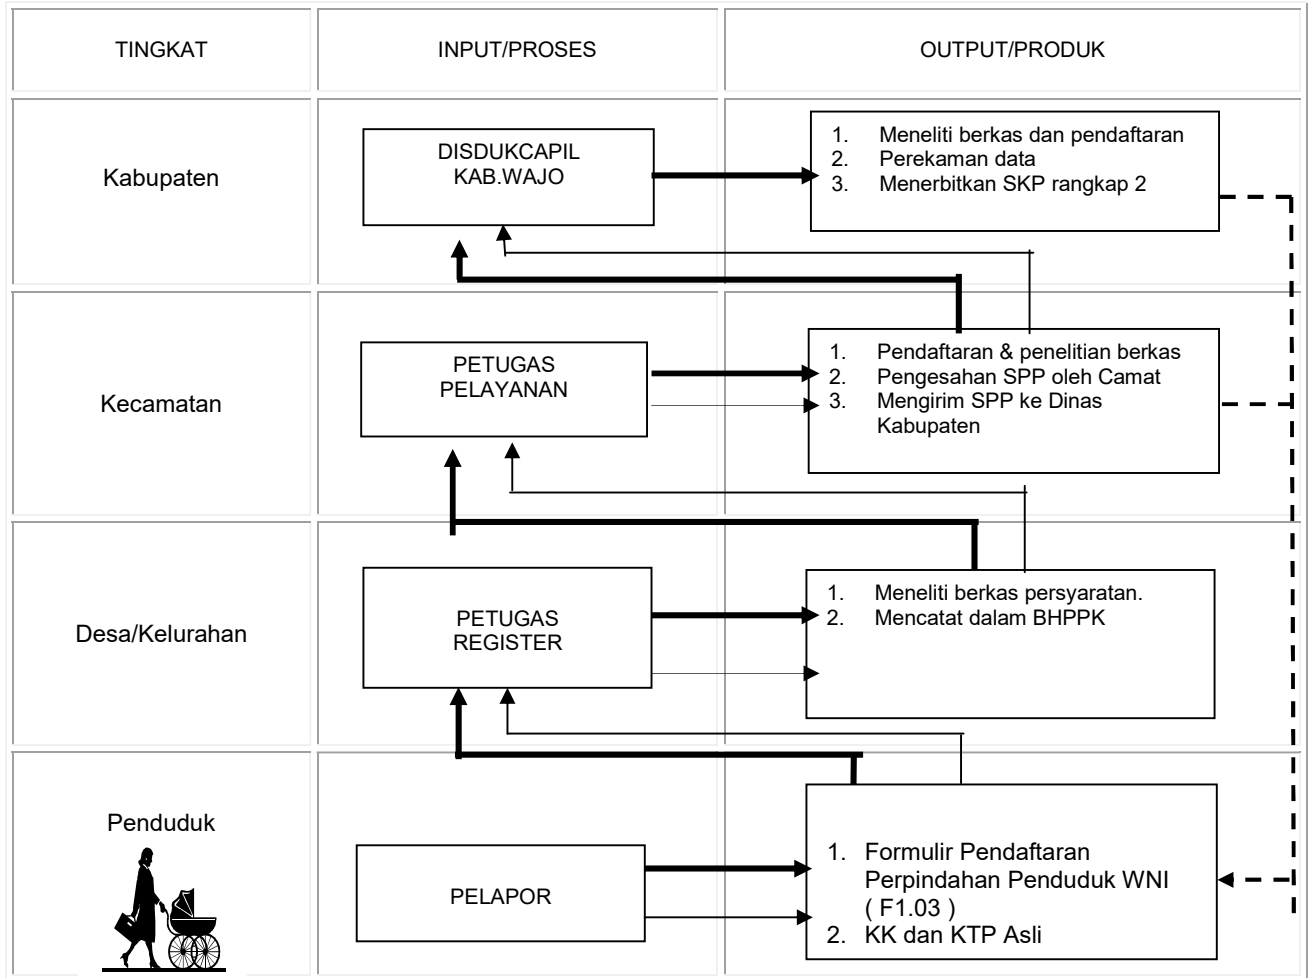 TINGKAT
INPUT/PROSES
OUTPUT/PRODUK
Kabupaten
DISDUKCAPIL
KAB.WAJO
1. Meneliti berkas dan pendaftaran
2. Perekaman data
3. Menerbitkan SKP rangkap 2
Kecamatan
PETUGAS
PELAYANAN
1. Pendaftaran & penelitian berkas
2. Pengesahan SPP oleh Camat
3. Mengirim SPP ke Dinas
Kabupaten
Desa/Kelurahan
PETUGAS
REGISTER
1. Meneliti berkas persyaratan.
2. Mencatat dalam BHPPK
Penduduk
PELAPOR
1. Formulir Pendaftaran
Perpindahan Penduduk WNI
( F1.03 )
2. KK dan KTP Asli